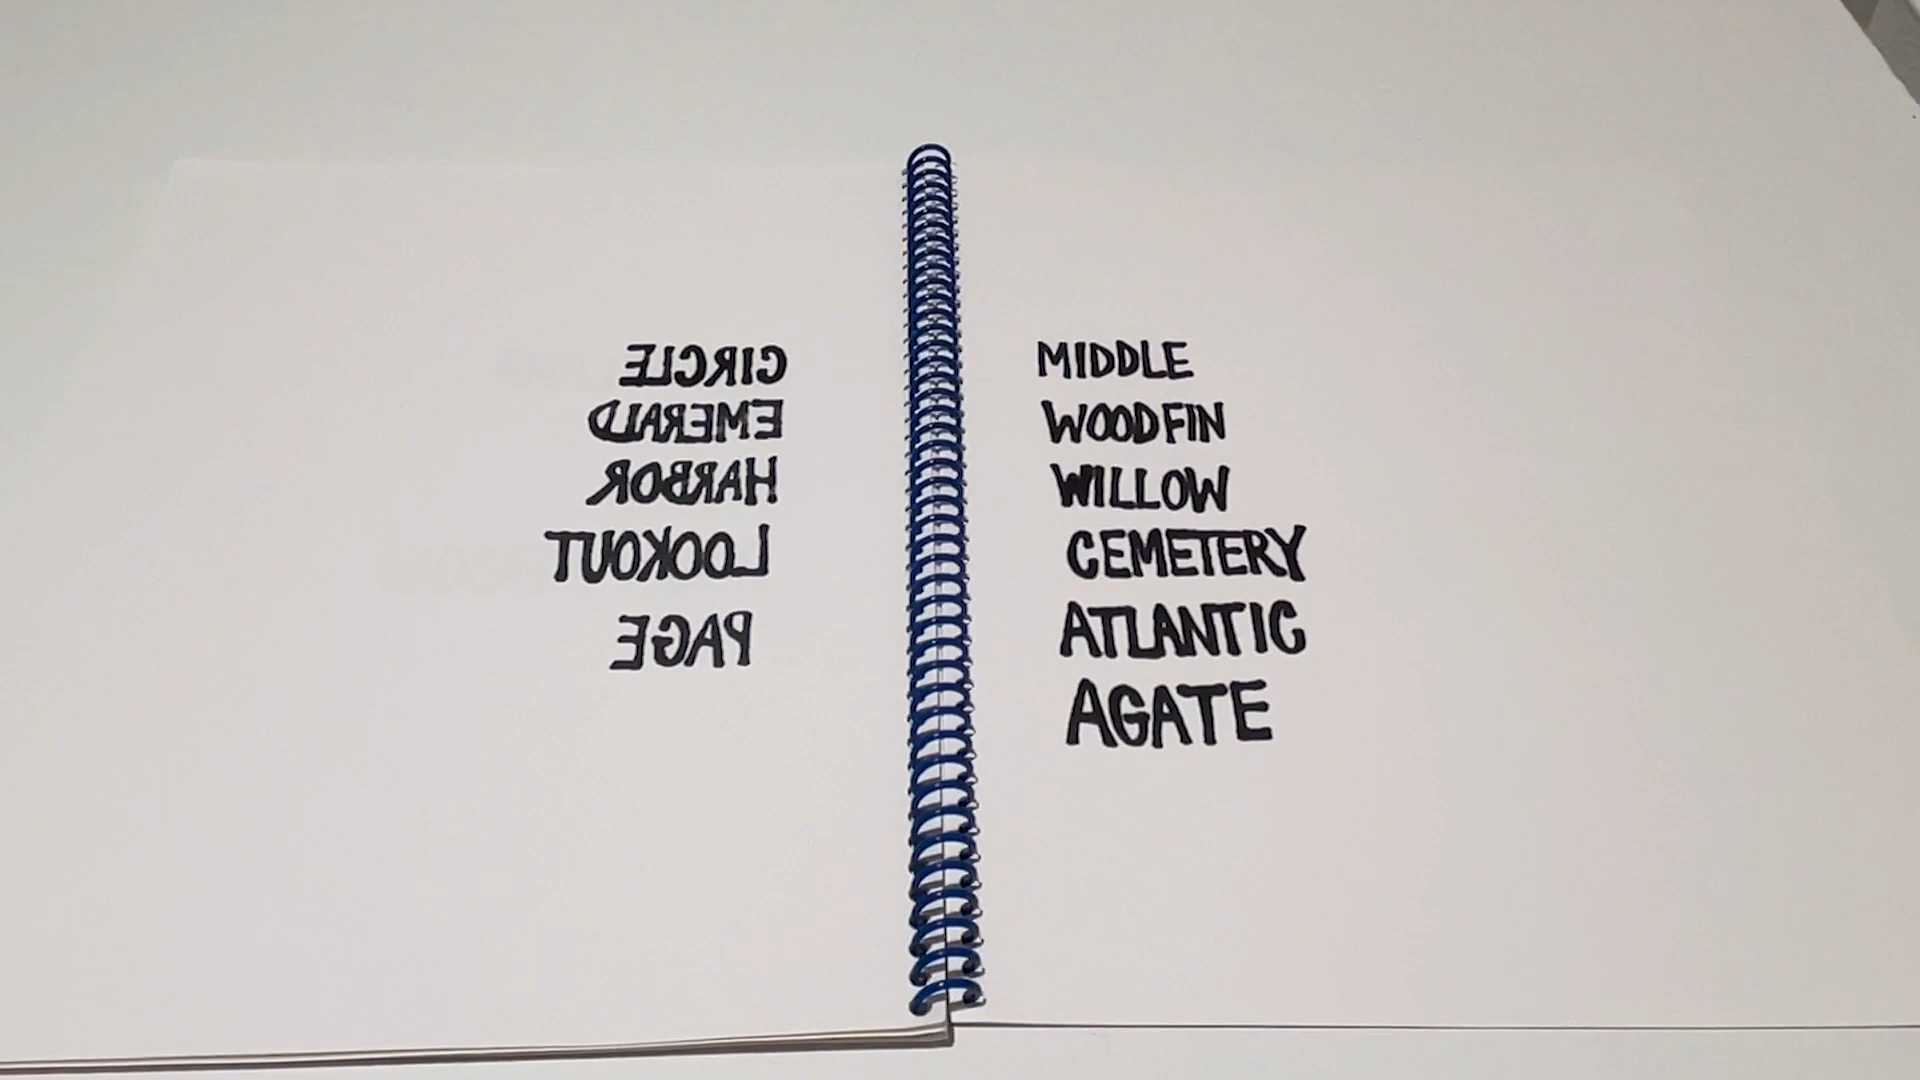 CIRCLE
EMERALD
HARBOR
LOOKOUT
PAGE
MIDDLE
WOODFIN
WILLOW
CEMETERY
ATLANTIC
AGATE